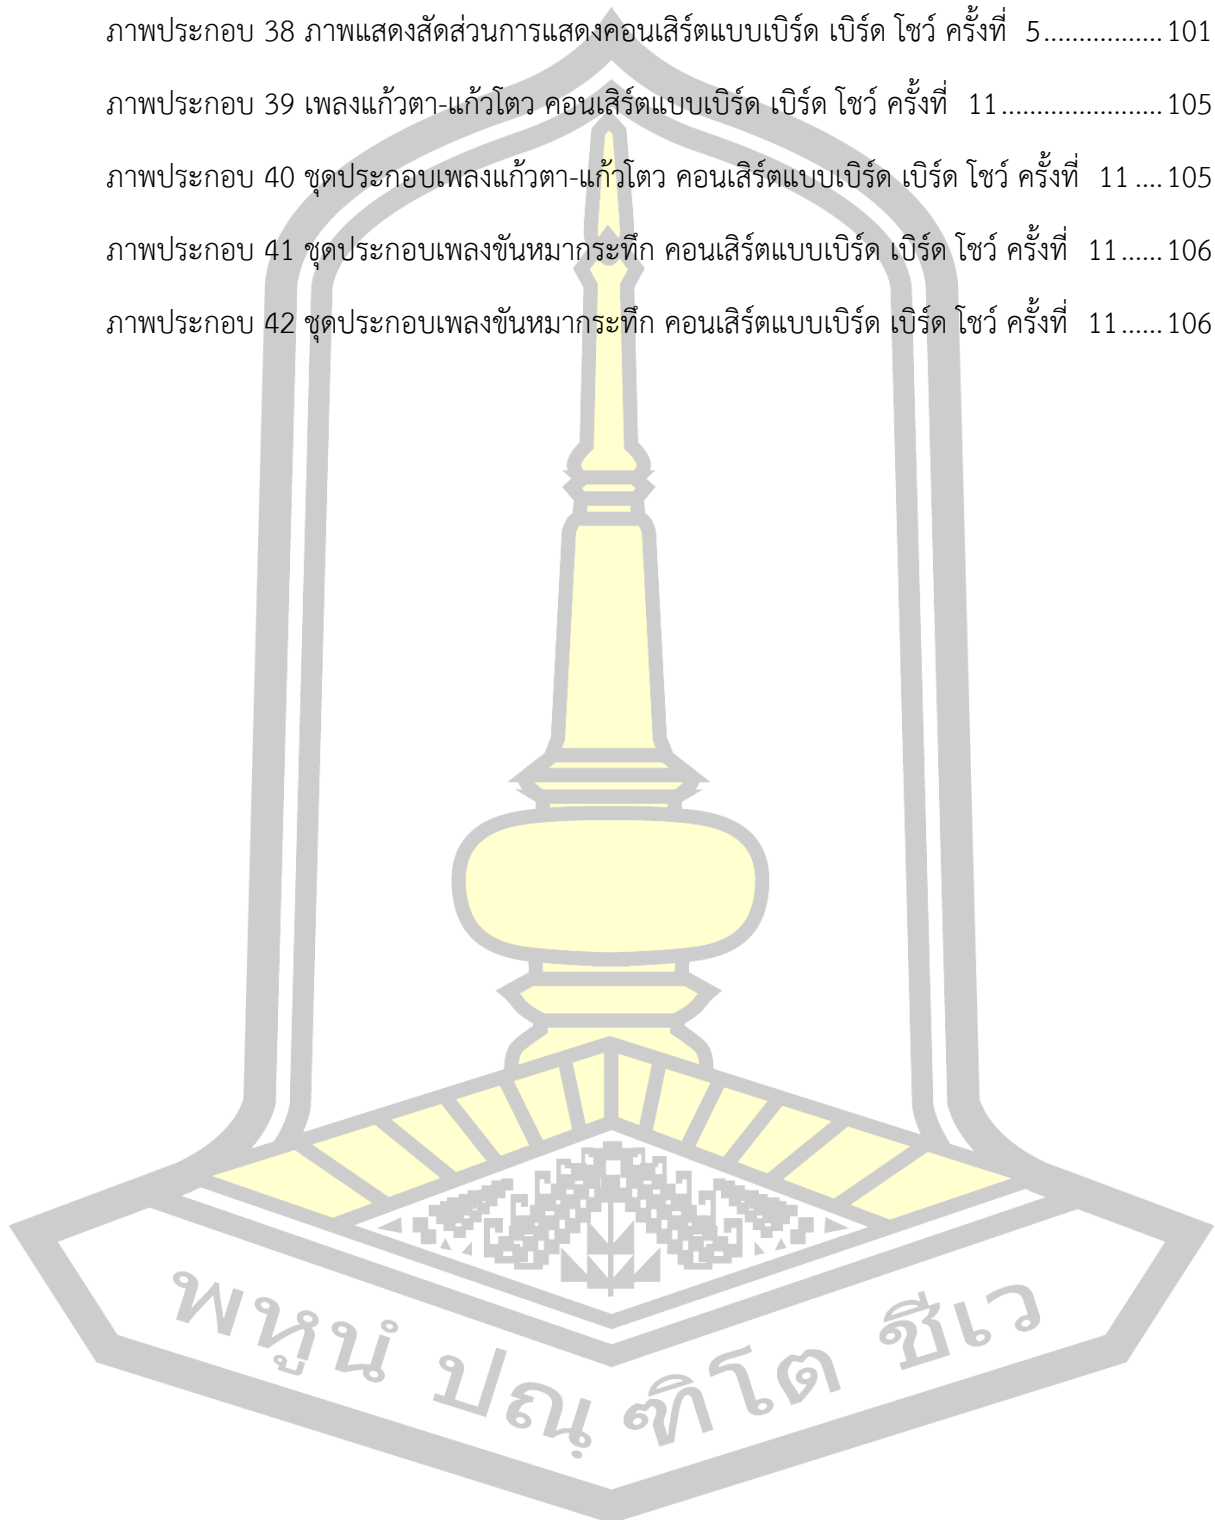 ภาพประกอบ 38 ภาพแสดงสัดส่วนการแสดงคอนเสิร์ตแบบเบิร์ด เบิร์ด โชว์ ครั้งที่ 5.................101
ภาพประกอบ 39 เพลงแก้วตา-แก้วโตว คอนเสิร์ตแบบเบิร์ด เบิร์ด โชว์ ครั้งที่ 11.......................105
ภาพประกอบ 40 ชุดประกอบเพลงแก้วตา-แก้วโตว คอนเสิร์ตแบบเบิร์ด เบิร์ด โชว์ ครั้งที่ 11....105
ภาพประกอบ 41 ชุดประกอบเพลงขันหมากระทึก คอนเสิร์ตแบบเบิร์ด เบิร์ด โชว์ ครั้งที่ 11......106
ภาพประกอบ 42 ชุดประกอบเพลงขันหมากระทึก คอนเสิร์ตแบบเบิร์ด เบิร์ด โชว์ ครั้งที่ 11......106
พหูนํ ปณฺฑิโต ชีเว